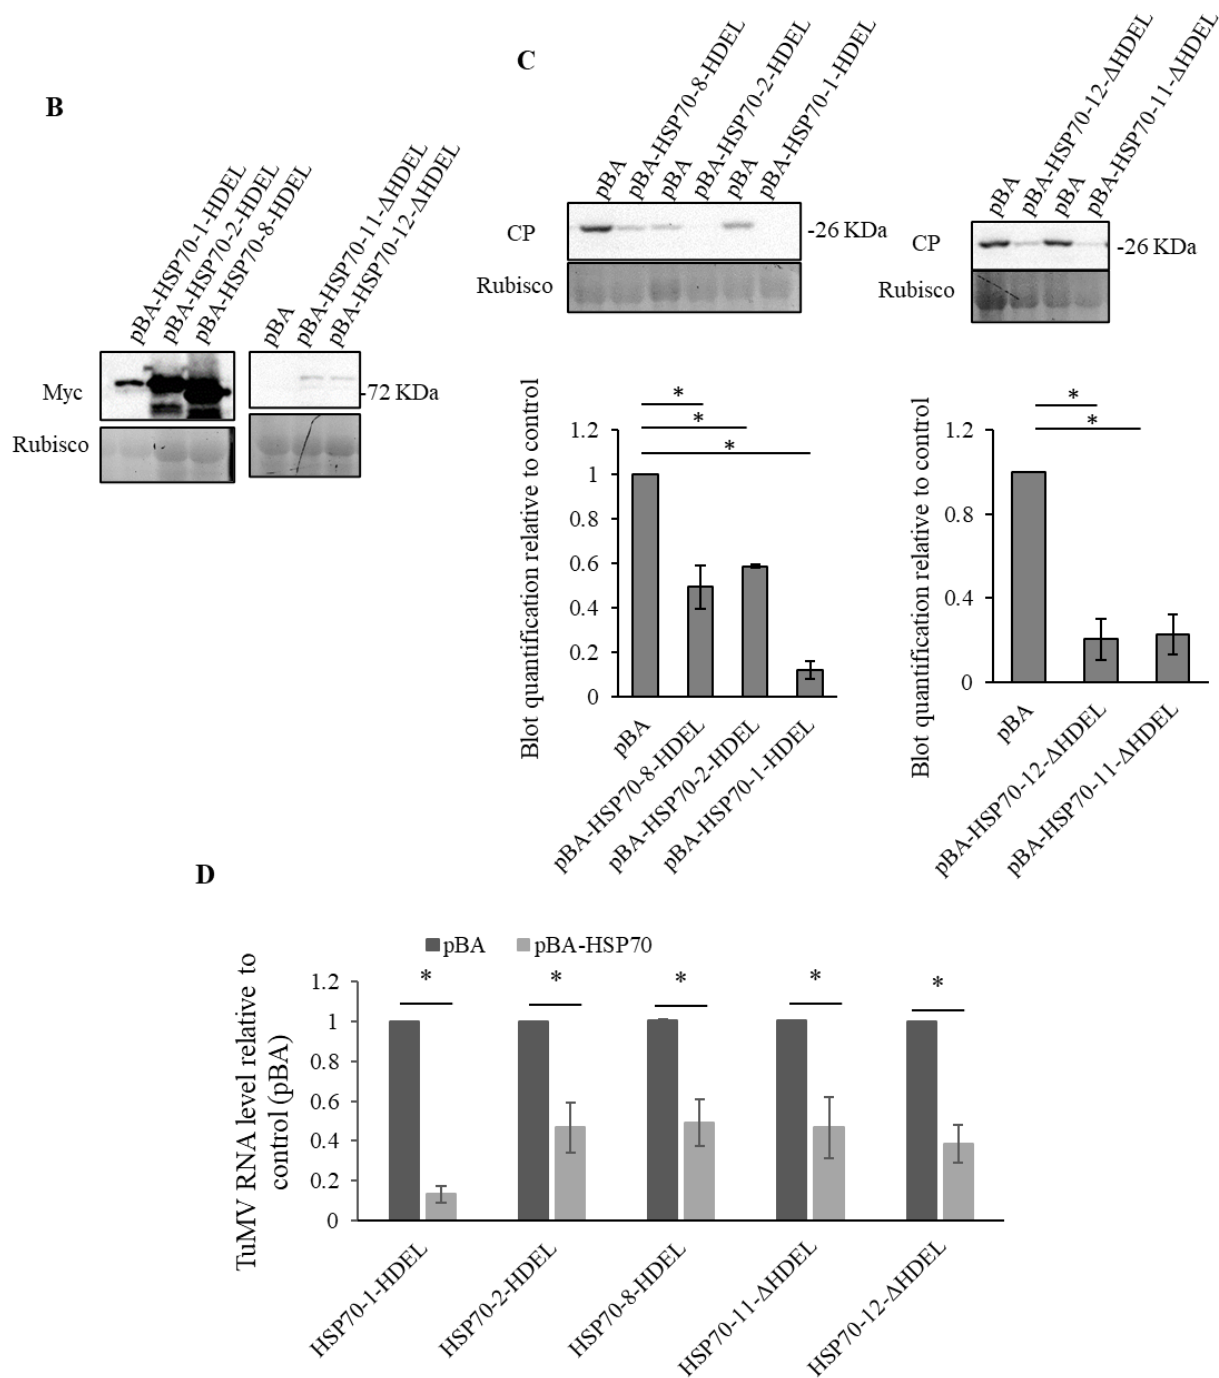 B
pBA-HSP70-1-HDEL
pBA-HSP70-2-HDEL
pBA-HSP70-8-HDEL
pBA
pBA-HSP70-11-ΔHDEL
pBA-HSP70-12-ΔHDEL
Myc
-72 KDa
Rubisco
C
pBA
pBA-HSP70-8-HDEL
pBA
pBA-HSP70-2-HDEL
pBA
pBA-HSP70-1-HDEL
CP
-26 KDa
Rubisco
pBA
pBA-HSP70-12-ΔHDEL
pBA
pBA-HSP70-11-ΔHDEL
CP
-26 KDa
Rubisco
Blot quantification relative to control
1.2
1
0.8
0.6
0.4
0.2
0
*
*
*
pBA
pBA-HSP70-8-HDEL
pBA-HSP70-2-HDEL
pBA-HSP70-1-HDEL
Blot quantification relative to control
1.2
0.8
0.4
0
*
*
pBA
pBA-HSP70-12-ΔHDEL
pBA-HSP70-11-ΔHDEL
D
pBA
pBA-HSP70
TuMV RNA level relative to
control (pBA)
1.2
1
0.8
0.6
0.4
0.2
0
*
*
*
*
*
HSP70-1-HDEL
HSP70-2-HDEL
HSP70-8-HDEL
HSP70-11-ΔHDEL
HSP70-12-ΔHDEL